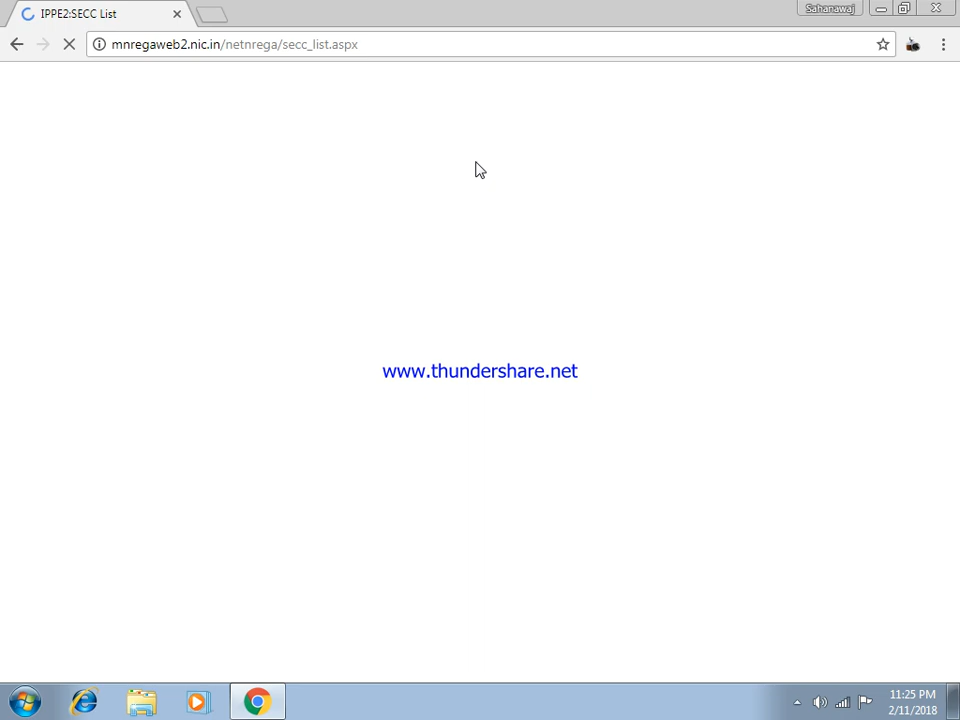 IPPE2:SECC List
Sahanawaj
mnregaweb2.nic.in/netnrega/secc_list.aspx
www.thundershare.net
11:25 PM
2/11/2018